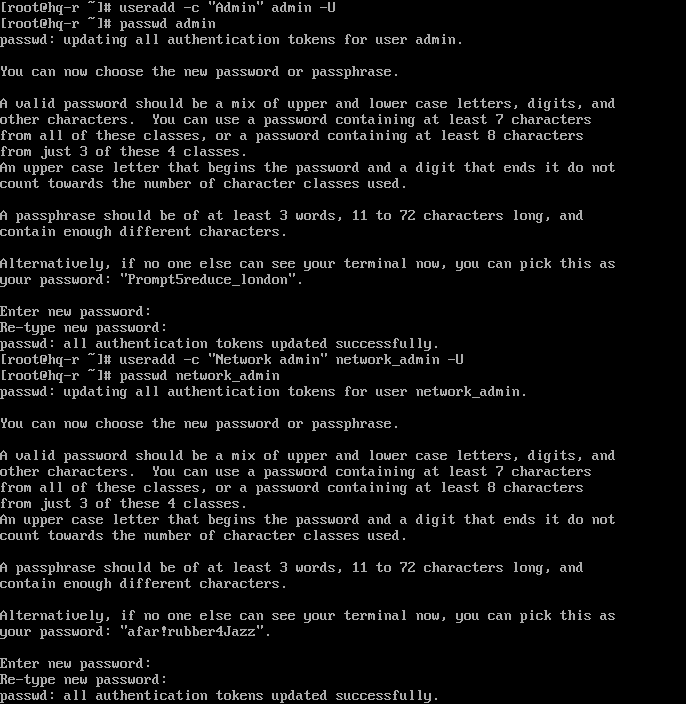 [root@hq-r ~]# useradd -c "Admin" admin -U
[root@hq-r ~]# passwd admin
passwd: updating all authentication tokens for user admin.
You can now choose the new password or passphrase.
A valid password should be a mix of upper and lower case letters, digits, and
other characters.  You can use a password containing at least 7 characters
from all of these classes, or a password containing at least 8 characters
from just 3 of these 4 classes.
An upper case letter that begins the password and a digit that ends it do not
count towards the number of character classes used.
A passphrase should be of at least 3 words, 11 to 72 characters long, and
contain enough different characters.
Alternatively, if no one else can see your terminal now, you can pick this as
your password: "Prompt5reduce_london".
Enter new password:
Re-type new password:
passwd: all authentication tokens updated successfully.
[root@hq-r ~]# useradd -c "Network admin" network_admin -U
[root@hq-r ~]# passwd network_admin
passwd: updating all authentication tokens for user network_admin.
You can now choose the new password or passphrase.
A valid password should be a mix of upper and lower case letters, digits, and
other characters.  You can use a password containing at least 7 characters
from all of these classes, or a password containing at least 8 characters
from just 3 of these 4 classes.
An upper case letter that begins the password and a digit that ends it do not
count towards the number of character classes used.
A passphrase should be of at least 3 words, 11 to 72 characters long, and
contain enough different characters.
Alternatively, if no one else can see your terminal now, you can pick this as
your password: "afar!rubber4Jazz".
Enter new password:
Re-type new password:
passwd: all authentication tokens updated successfully.